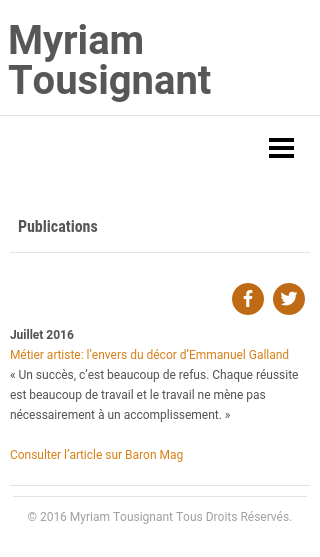 Myriam
Tousignant
Publications
Juillet 2016
Métier artiste: l’envers du décor d’Emmanuel Galland
« Un succès, c’est beaucoup de refus. Chaque réussite
est beaucoup de travail et le travail ne mène pas
nécessairement à un accomplissement. »
Consulter l’article sur Baron Mag
© 2016 Myriam Tousignant Tous Droits Réservés.